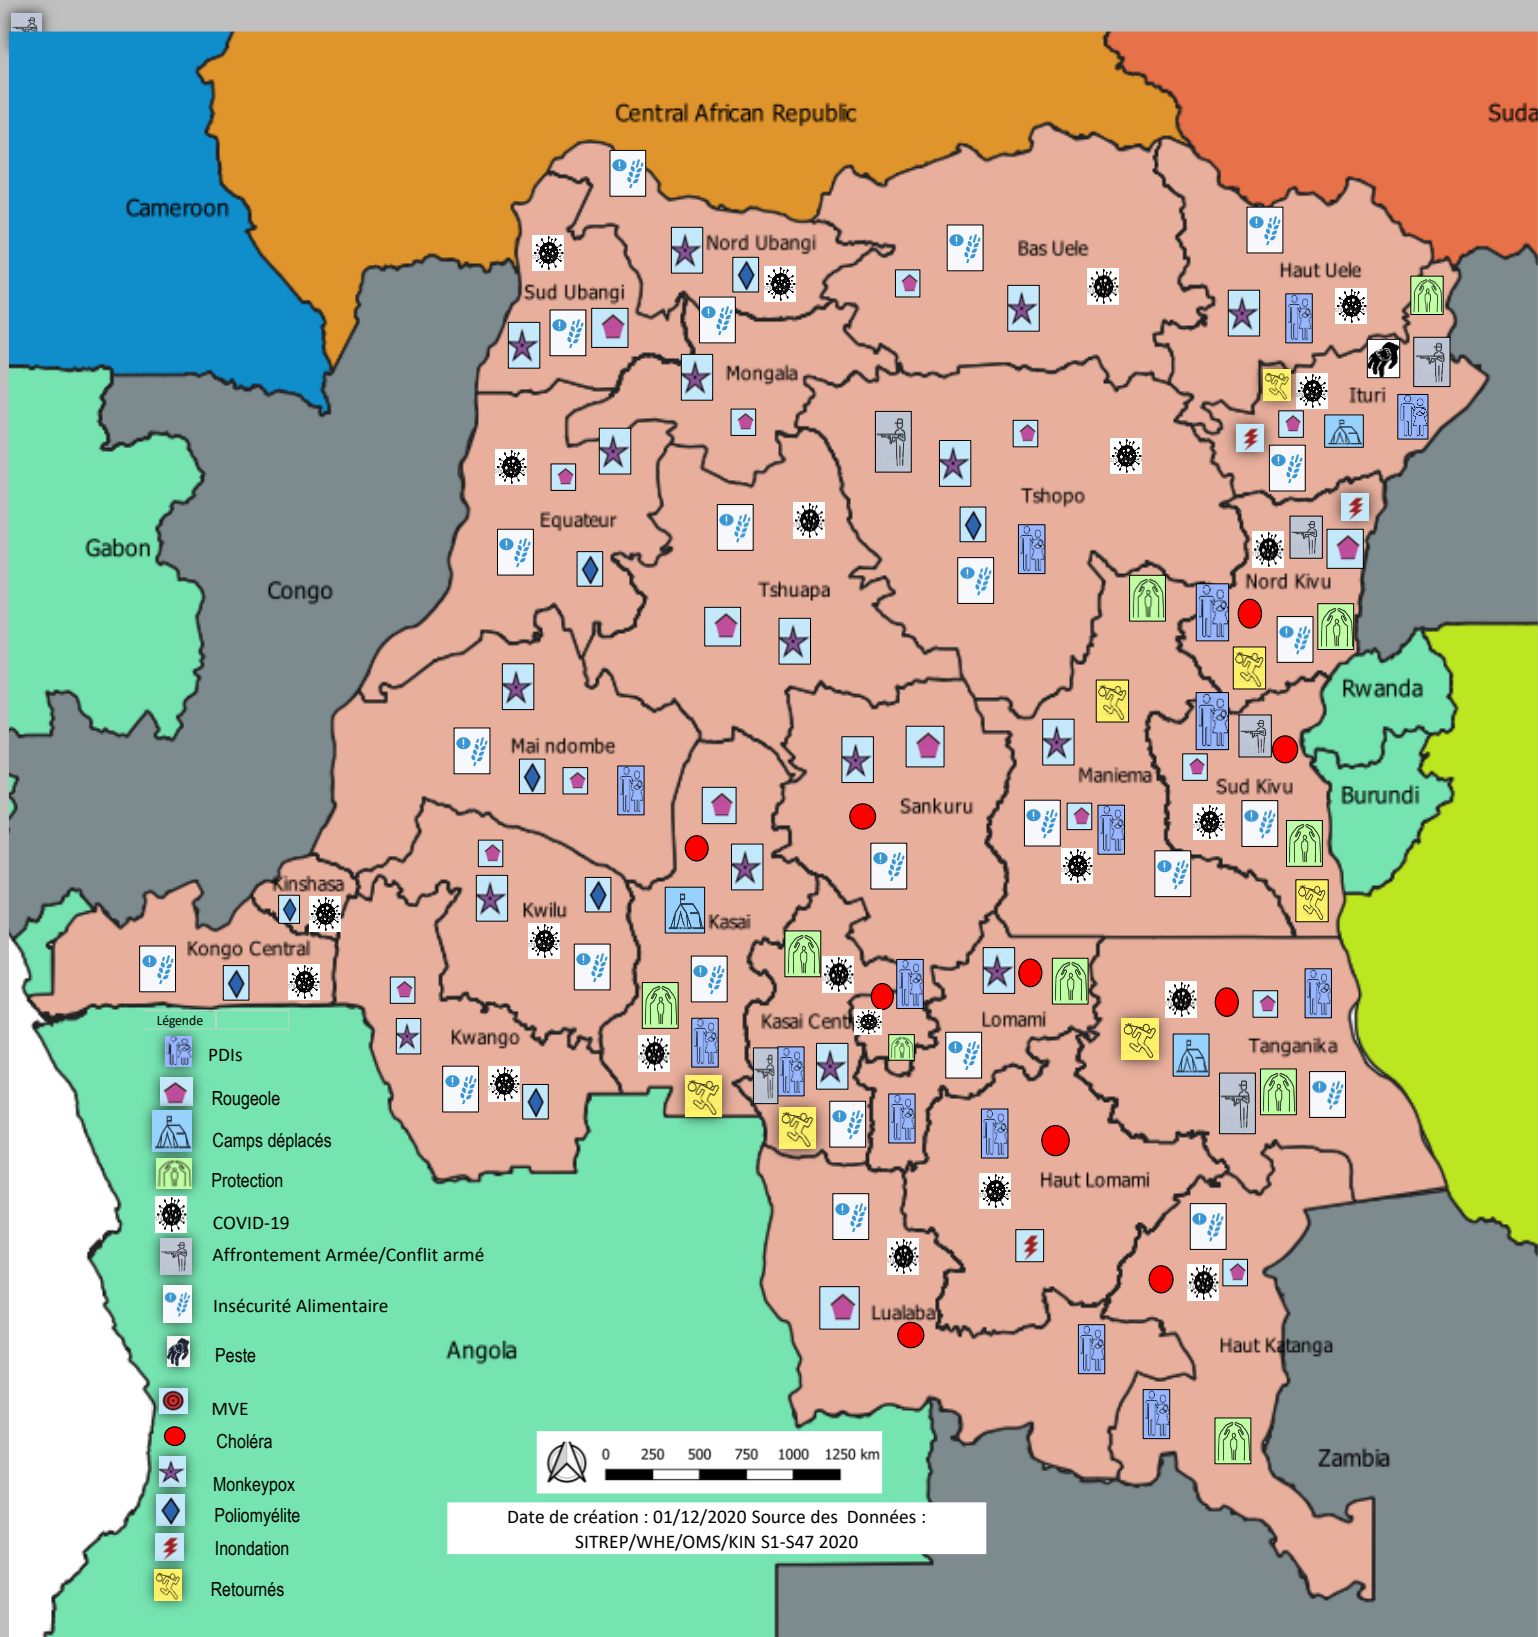 Central African Republic
Suda
Cameroon
Nord Ubangi
Bas Uele
Haut Uele
Sud Ubangi
Mongala
Ituri
Tshopo
Equateur
Gabon
Congo
Tshuapa
Nord Kivu
Rwanda
Mai ndombe
Maniema
Sud Kivu
Burundi
Sankuru
Kinshasa
Kwilu
Kasai
Kongo Central
Kasai Cent
Lomami
Légende
Kwango
Tanganika
PDIs
Rougeole
Camps déplacés
Protection
Haut Lomami
COVID-19
Affrontement Armée/Conflit armé
Insécurité Alimentaire
Lualaba
Angola
Peste
Haut Katanga
MVE
Choléra
0 250 500 750 1000 1250 km
Zambia
Monkeypox
Poliomyélite
Date de création : 01/12/2020 Source des Données :
SITREP/WHE/OMS/KIN S1-S47 2020
Inondation
Retournés